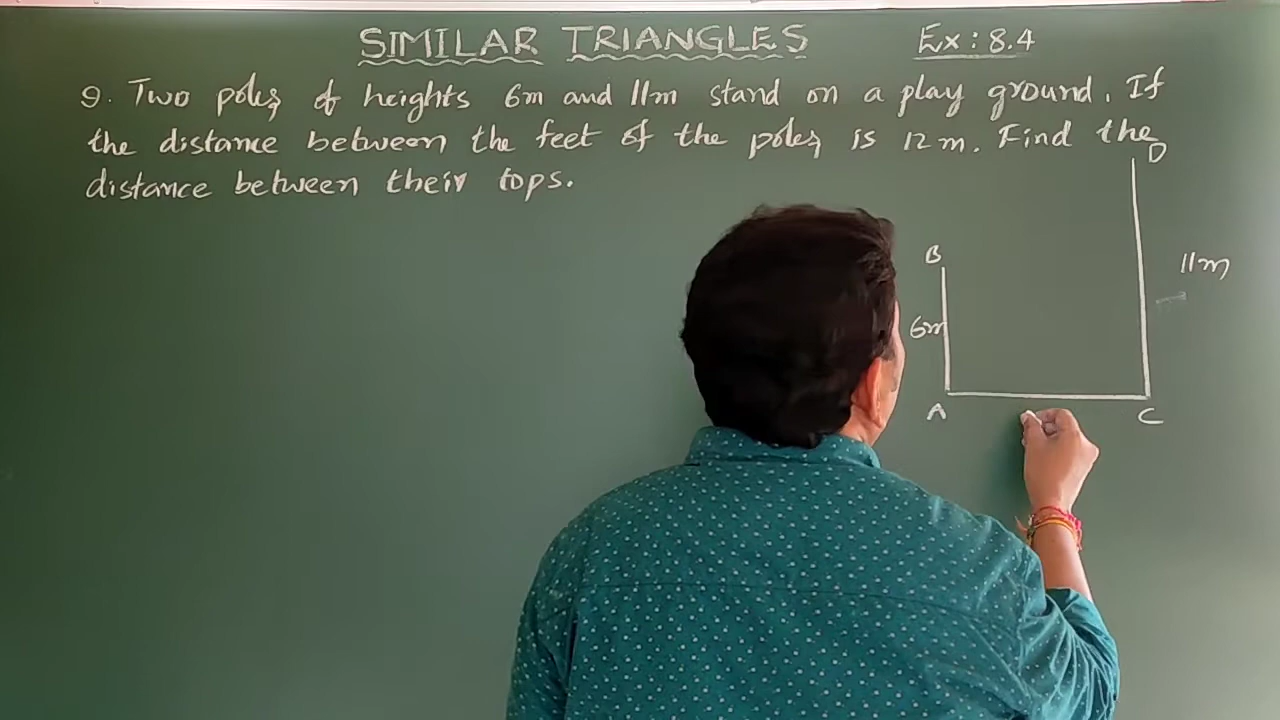 SIMILAR TRIANGLES Ex: 8.4
9. Two poles of heights 6m and 11m stand on a play ground. If
the distance between the feet of the poles is 12m. Find the
distance between their tops.
D
B
11m
6m
A C